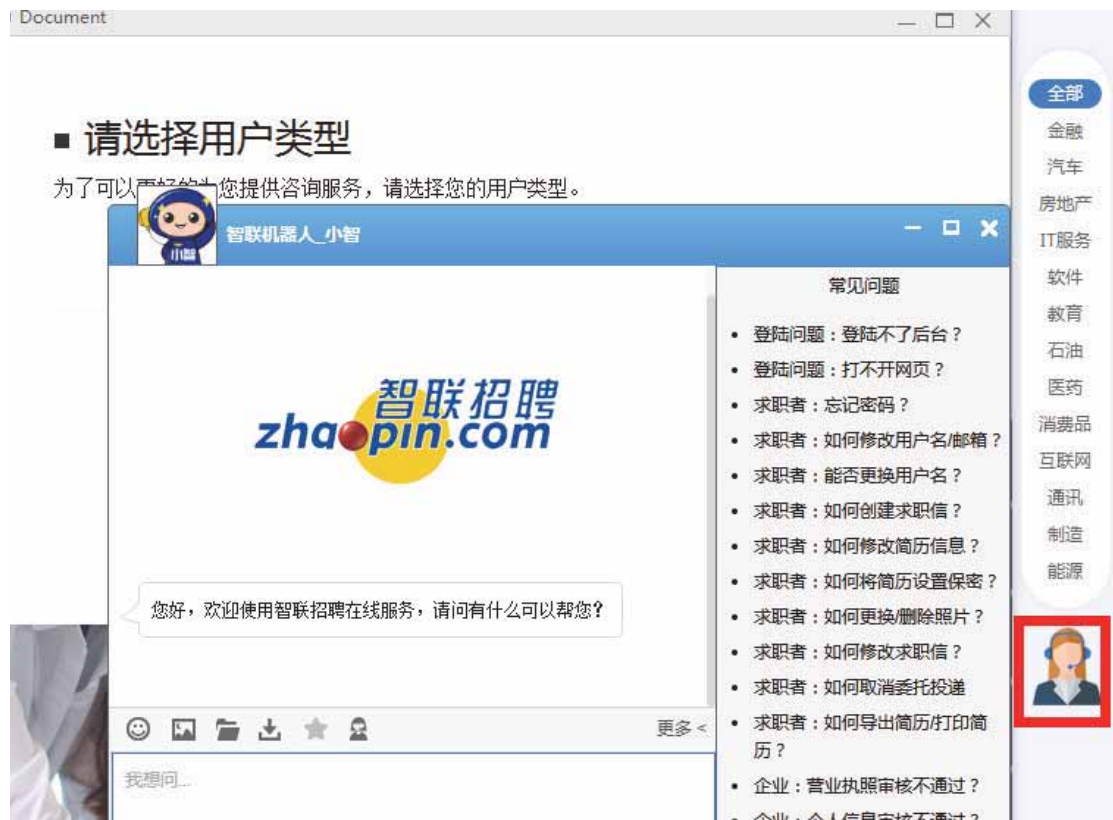 Document
请选择用户类型
为了可以更好的为您提供咨询服务，请选择您的用户类型。
小智
智联机器人_小智
智联招聘
zhaopin.com
您好，欢迎使用智联招聘在线服务，请问有什么可以帮您?
更多<
我想问...
常见问题
登陆问题：登陆不了后台？
登陆问题：打不开网页？
求职者：忘记密码？
求职者：如何修改用户名/邮箱？
求职者：能否更换用户名？
求职者：如何创建求职信？
求职者：如何修改简历信息？
求职者：如何将简历设置保密？
求职者：如何更换/删除照片？
求职者：如何修改求职信？
求职者：如何取消委托投递
求职者：如何导出简历/打印简
历？
企业：营业执照审核不通过？
企业：个人信息审核不通过？
全部
金融
汽车
房地产
IT服务
软件
教育
石油
医药
消费品
互联网
通讯
制造
能源